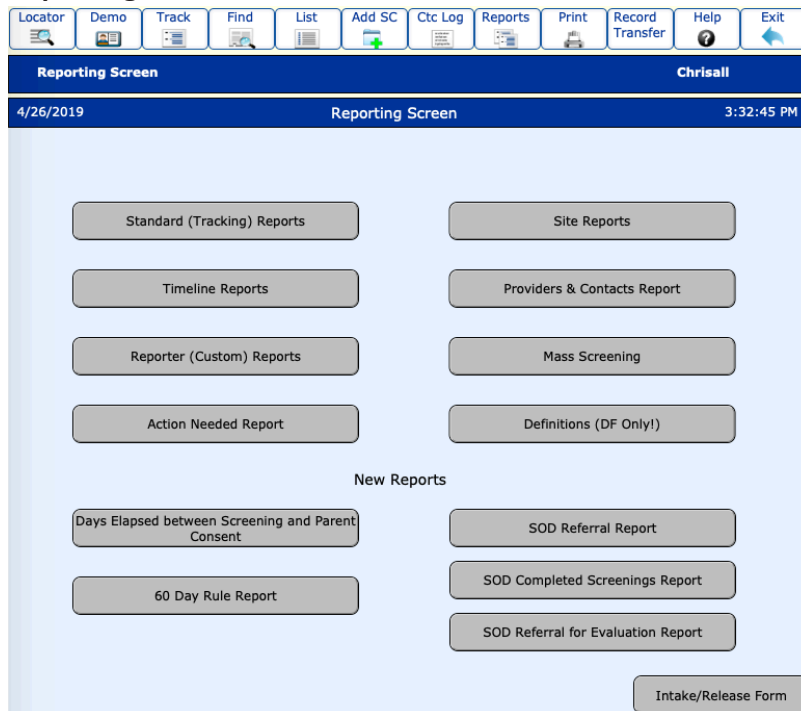 Locator Demo Track Find List Add SC Ctc Log Reports Print Record Transfer Help Exit
Reporting Screen Chrisall
4/26/2019 Reporting Screen 3:32:45 PM
Standard (Tracking) Reports Site Reports
Timeline Reports Providers & Contacts Report
Reporter (Custom) Reports Mass Screening
Action Needed Report Definitions (DF Only!)
New Reports
Days Elapsed between Screening and Parent
Consent
SOD Referral Report
60 Day Rule Report
SOD Completed Screenings Report
SOD Referral for Evaluation Report
Intake/Release Form